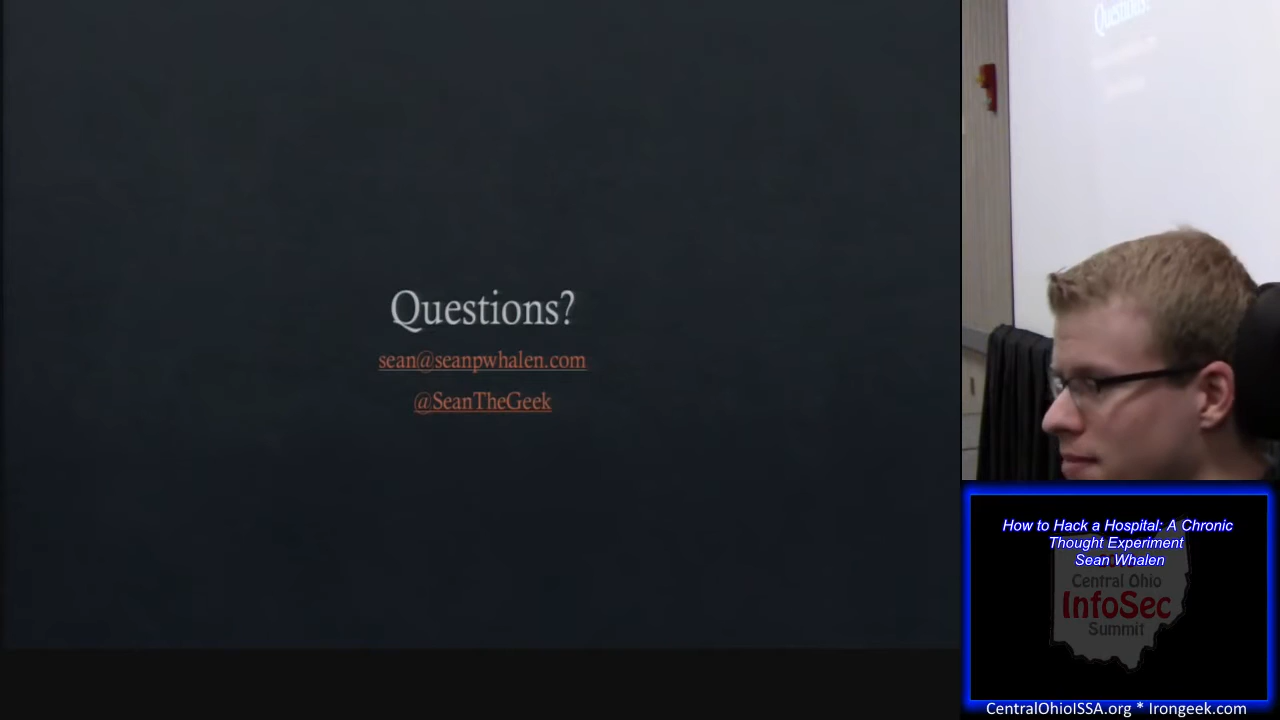 Questions?
sean@seanpwhalen.com
@SeanTheGeek
Questions?
How to Hack a Hospital: A Chronic
Thought Experiment
Sean Whalen
Central Ohio
InfoSec
Summit
CentralOhioISSA.org * Irongeek.com